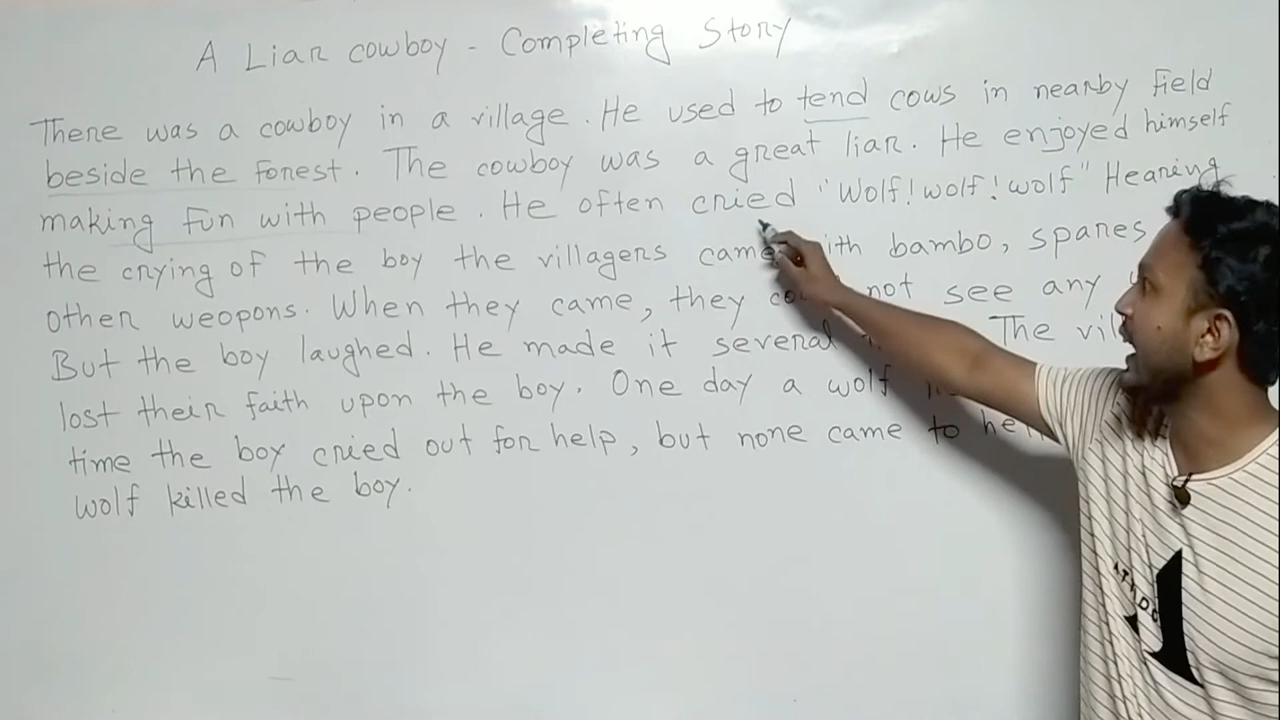 A Liar cowboy - Completing Story
There was a cowboy in a village. He used to tend cows in nearby field
beside the forest. The cowboy was a great liar. He enjoyed himself
making fun with people. He often cried "Wolf! wolf! wolf" Hearing
the crying of the boy the villagers came with bambo, spares
other weopons. When they came, they not see any
But the boy laughed. He made it several The
lost their faith upon the boy. One day a wolf
time the boy cried out for help, but none came to
wolf killed the boy.